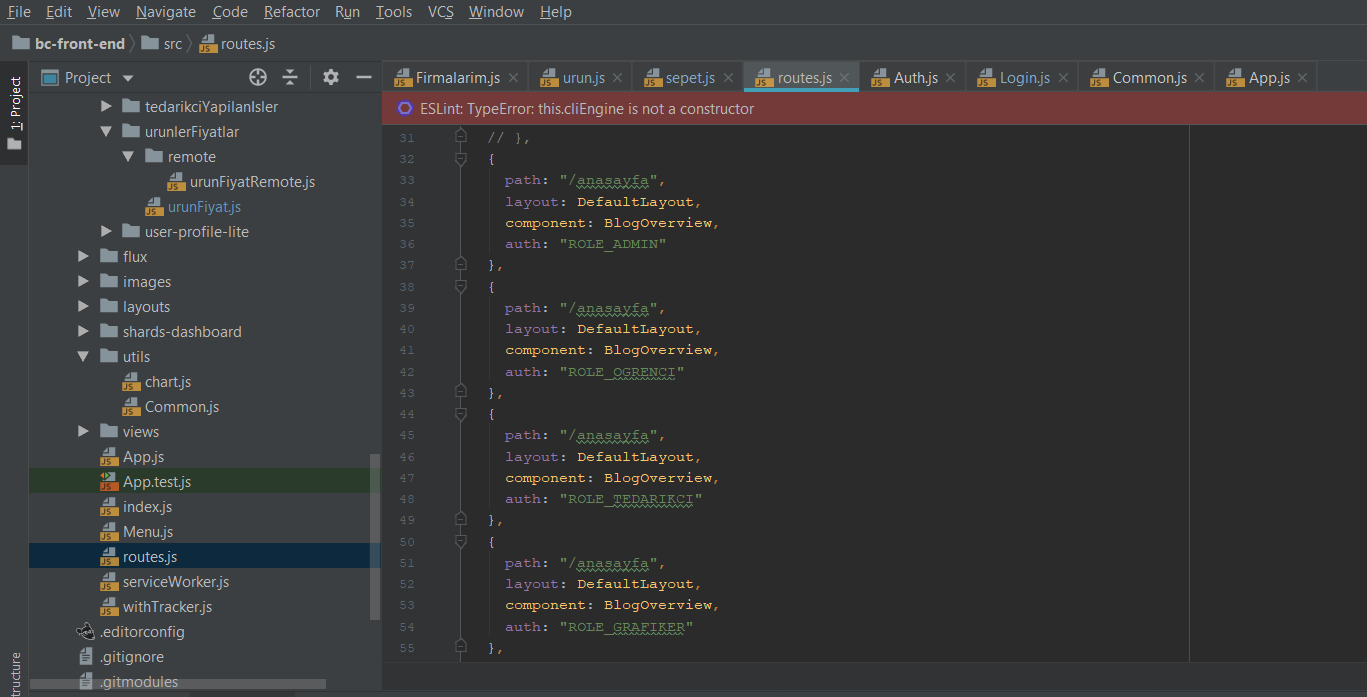 File Edit View Navigate Code Refactor Run Tools VCS Window Help
bc-front-end src routes.js
1: Project
Project
tedarikciYapilanIsler
urunlerFiyatlar
remote
urunFiyatRemote.js
urunFiyat.js
user-profile-lite
flux
images
layouts
shards-dashboard
utils
chart.js
Common.js
views
App.js
App.test.js
index.js
Menu.js
routes.js
serviceWorker.js
withTracker.js
.editorconfig
.gitignore
.gitmodules
Firmalarim.js urun.js sepet.js routes.js Auth.js Login.js Common.js App.js
ESLint: TypeError: this.cliEngine is not a constructor
31 // },
32 {
33 path: "/anasayfa",
34 layout: DefaultLayout,
35 component: BlogOverview,
36 auth: "ROLE_ADMIN"
37 },
38 {
39 path: "/anasayfa",
40 layout: DefaultLayout,
41 component: BlogOverview,
42 auth: "ROLE_OGRENCI"
43 },
44 {
45 path: "/anasayfa",
46 layout: DefaultLayout,
47 component: BlogOverview,
48 auth: "ROLE_TEDARIKCI"
49 },
50 {
51 path: "/anasayfa",
52 layout: DefaultLayout,
53 component: BlogOverview,
54 auth: "ROLE_GRAFIKER"
55 },